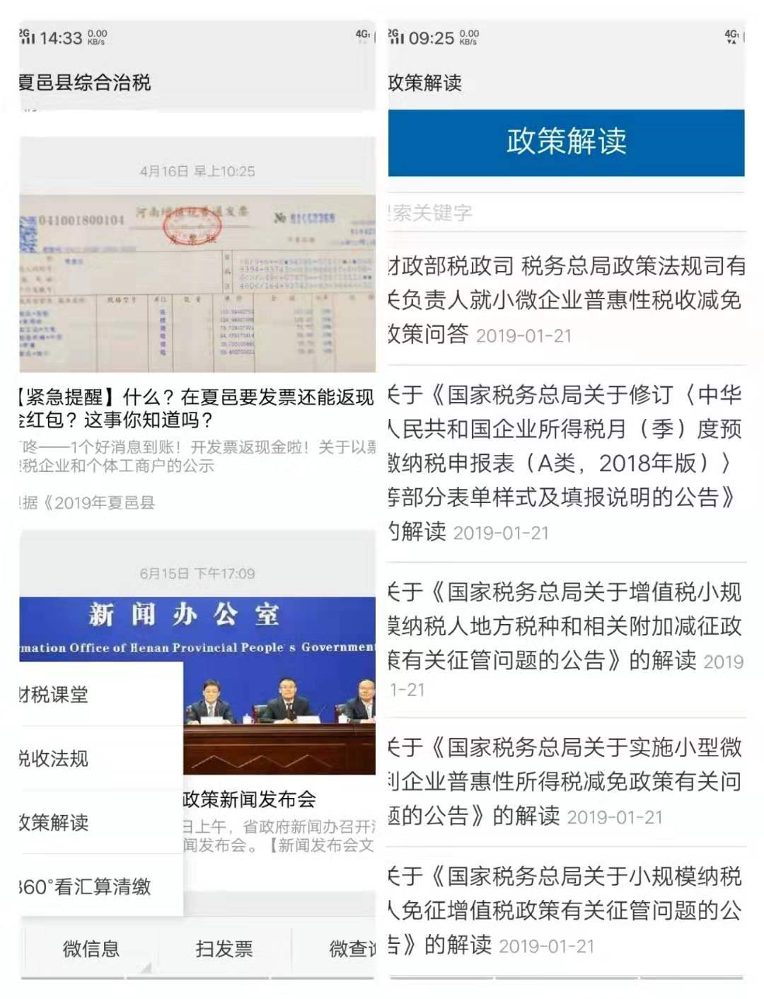 14:33
0.00
KB/s
4G
夏邑县综合治税
4月16日 早上10:25
041001800104
河南增值税普通发票
发票联
【紧急提醒】什么？在夏邑要发票还能返现
金红包？这事你知道吗？
咚——1个好消息到账！开发票返现金啦！关于以票
税企业和个体工商户的公示
据《2019年夏邑县
6月15日 下午17:09
新闻办公室
rmation Office of Henan Provincial People's Government
财税课堂
税收法规
政策解读
360°看汇算清缴
政策新闻发布会
日上午，省政府新闻办召开
闻发布会。【新闻发布会文
微信息
扫发票
微查询
2G
09:25
0.00
KB/s
4G
政策解读
政策解读
搜索关键字
财政部税政司 税务总局政策法规司有
关负责人就小微企业普惠性税收减免
政策问答 2019-01-21
关于《国家税务总局关于修订〈中华
人民共和国企业所得税月（季）度预
缴纳税申报表（A类，2018年版）〉
等部分表单样式及填报说明的公告》
的解读 2019-01-21
关于《国家税务总局关于增值税小规
模纳税人地方税种和相关附加减征政
策有关征管问题的公告》的解读 2019
1-21
关于《国家税务总局关于实施小型微
利企业普惠性所得税减免政策有关问
题的公告》的解读 2019-01-21
关于《国家税务总局关于小规模纳税
人免征增值税政策有关征管问题的公
告》的解读 2019-01-21